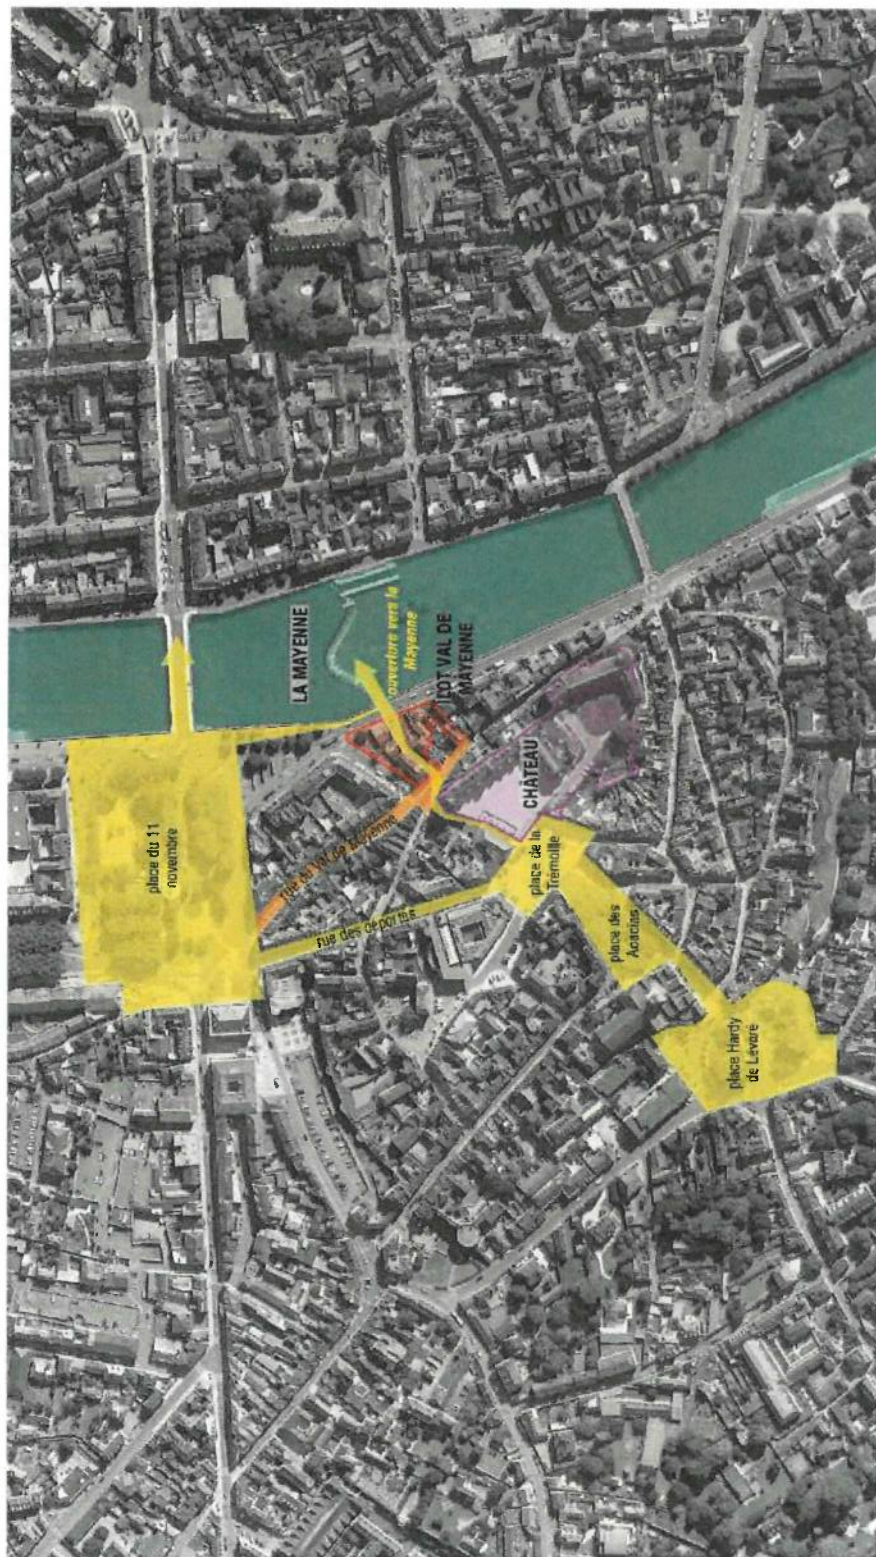 LA MAYENNE
ouverture vers la
Mayenne
ILOT VAL DE
MAYENNE
place du 11
novembre
rue du Val de Mayenne
rue des déportés
CHÂTEAU
place de la
Trémoille
place des
Acacias
place Hardy
de Lévaré